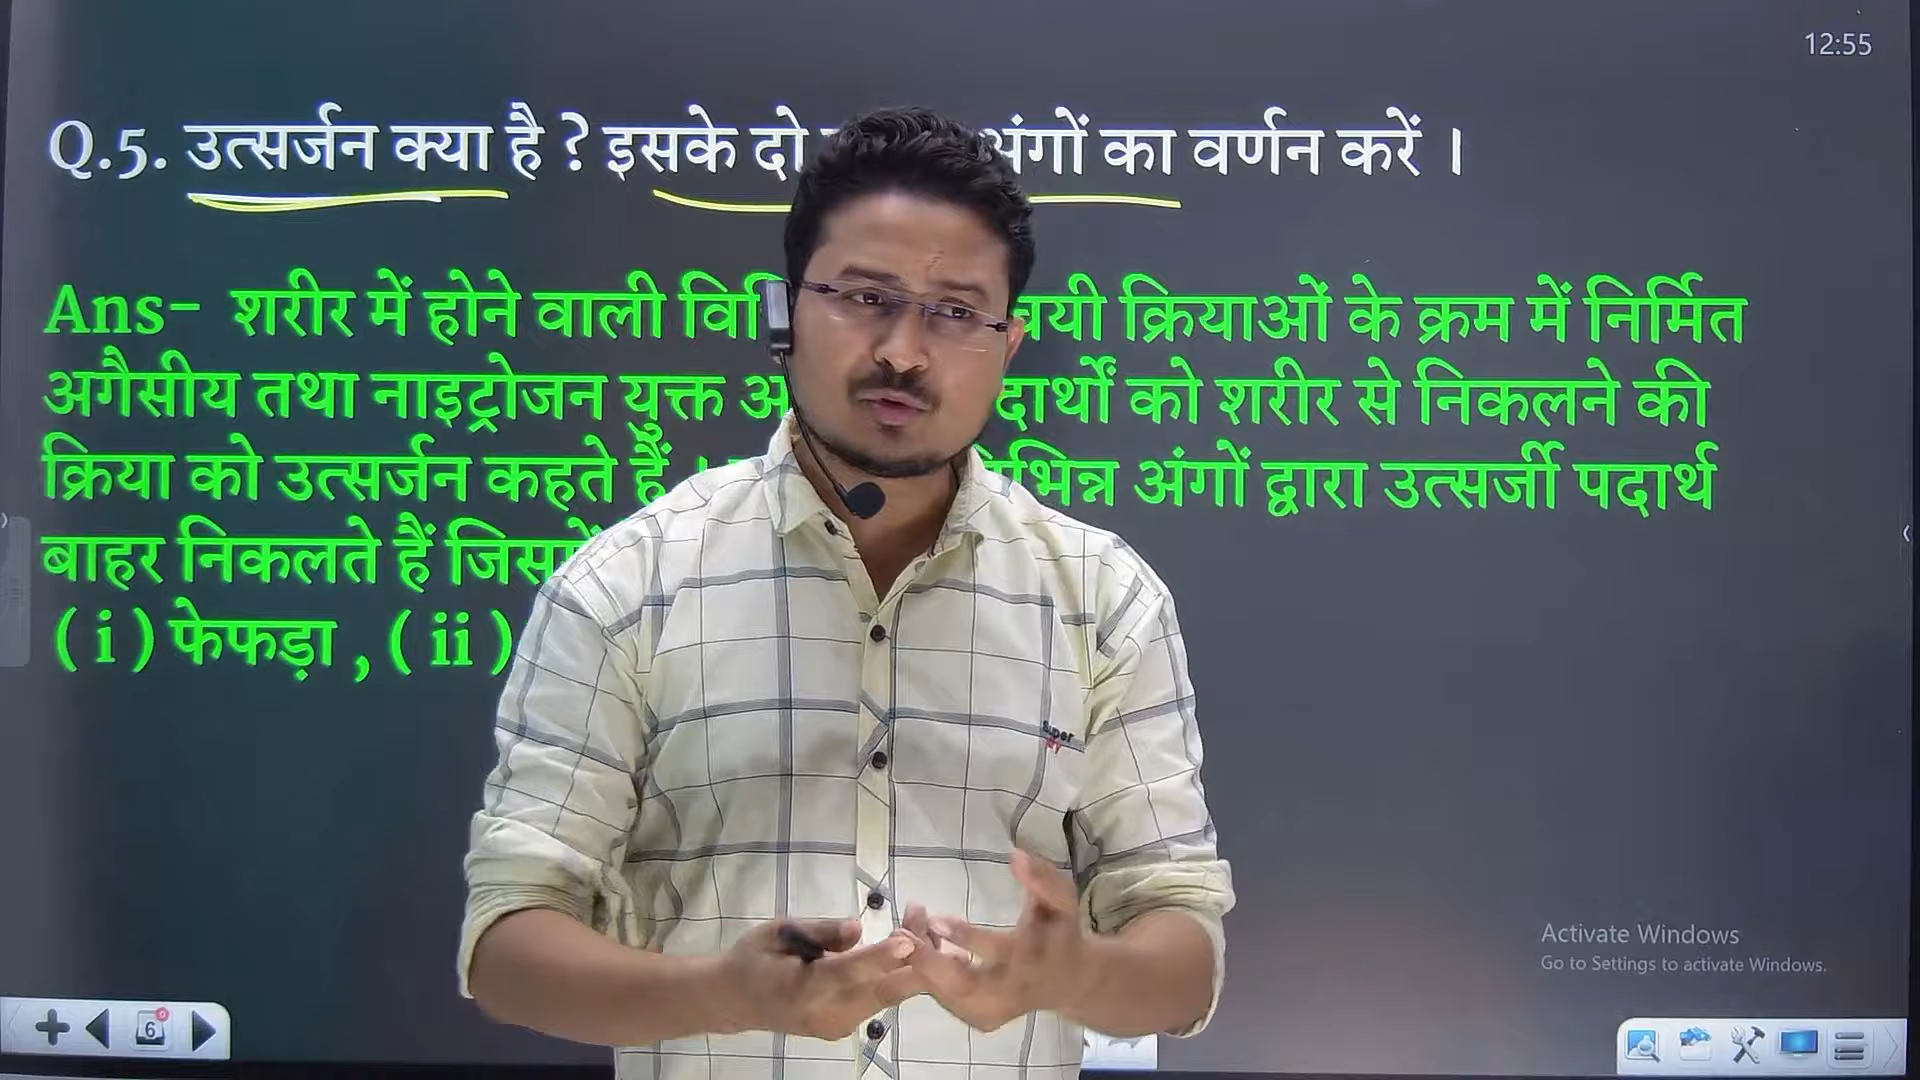 12:55
Q.5. उत्सर्जन क्या है ? इसके दो अंगों का वर्णन करें ।
Ans- शरीर में होने वाली क्रियाओं के क्रम में निर्मित
अगैसीय तथा नाइट्रोजन युक्त को शरीर से निकलने की
क्रिया को उत्सर्जन कहते हैं । अंगों द्वारा उत्सर्जी पदार्थ
बाहर निकलते हैं
( i ) फेफड़ा , ( ii )
Super
Activate Windows
Go to Settings to activate Windows.
6